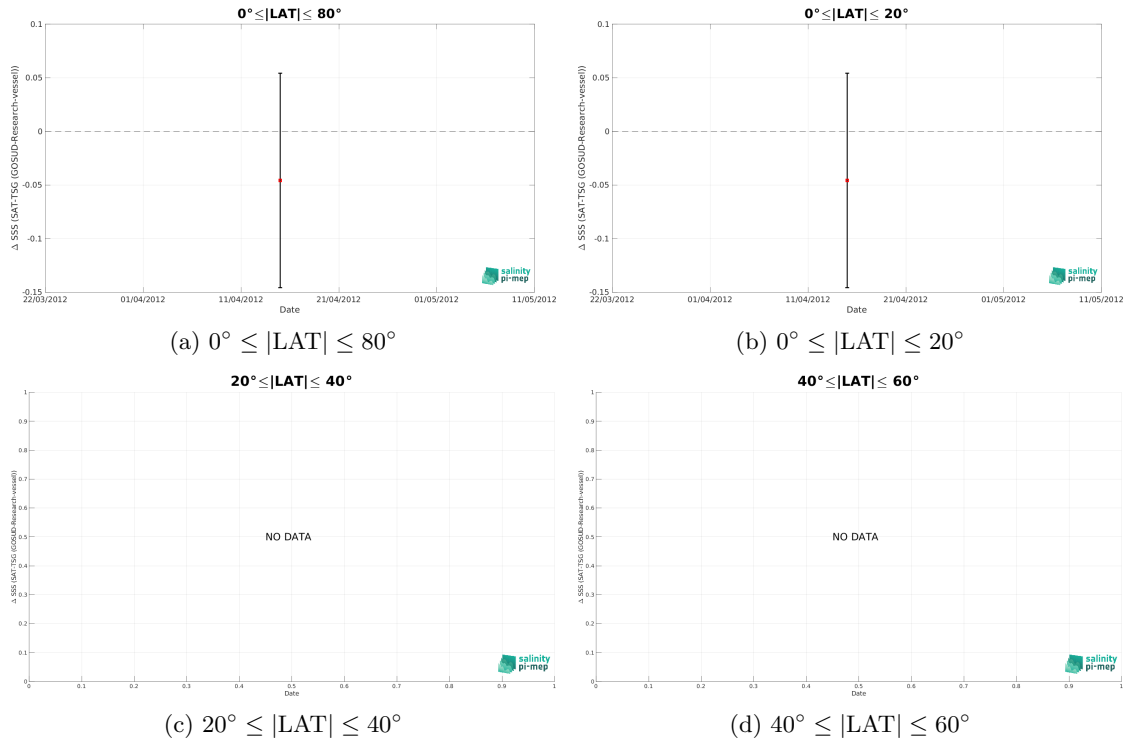 0°≤|LAT|≤ 80°
0.1
0.05
0
-0.05
-0.1
-0.15
Δ SSS (SAT-TSG (GOSUD-Research-vessel))
22/03/2012 01/04/2012 11/04/2012 21/04/2012 01/05/2012 11/05/2012
Date
salinity
pi-mep
(a) 0° ≤ |LAT| ≤ 80°
0°≤|LAT|≤ 20°
0.1
0.05
0
-0.05
-0.1
-0.15
Δ SSS (SAT-TSG (GOSUD-Research-vessel))
22/03/2012 01/04/2012 11/04/2012 21/04/2012 01/05/2012 11/05/2012
Date
salinity
pi-mep
(b) 0° ≤ |LAT| ≤ 20°
20°≤|LAT|≤ 40°
1
0.9
0.8
0.7
0.6
0.5
0.4
0.3
0.2
0.1
0
Δ SSS (SAT-TSG (GOSUD-Research-vessel))
NO DATA
0 0.1 0.2 0.3 0.4 0.5 0.6 0.7 0.8 0.9 1
Date
salinity
pi-mep
(c) 20° ≤ |LAT| ≤ 40°
40°≤|LAT|≤ 60°
1
0.9
0.8
0.7
0.6
0.5
0.4
0.3
0.2
0.1
0
Δ SSS (SAT-TSG (GOSUD-Research-vessel))
NO DATA
0 0.1 0.2 0.3 0.4 0.5 0.6 0.7 0.8 0.9 1
Date
salinity
pi-mep
(d) 40° ≤ |LAT| ≤ 60°